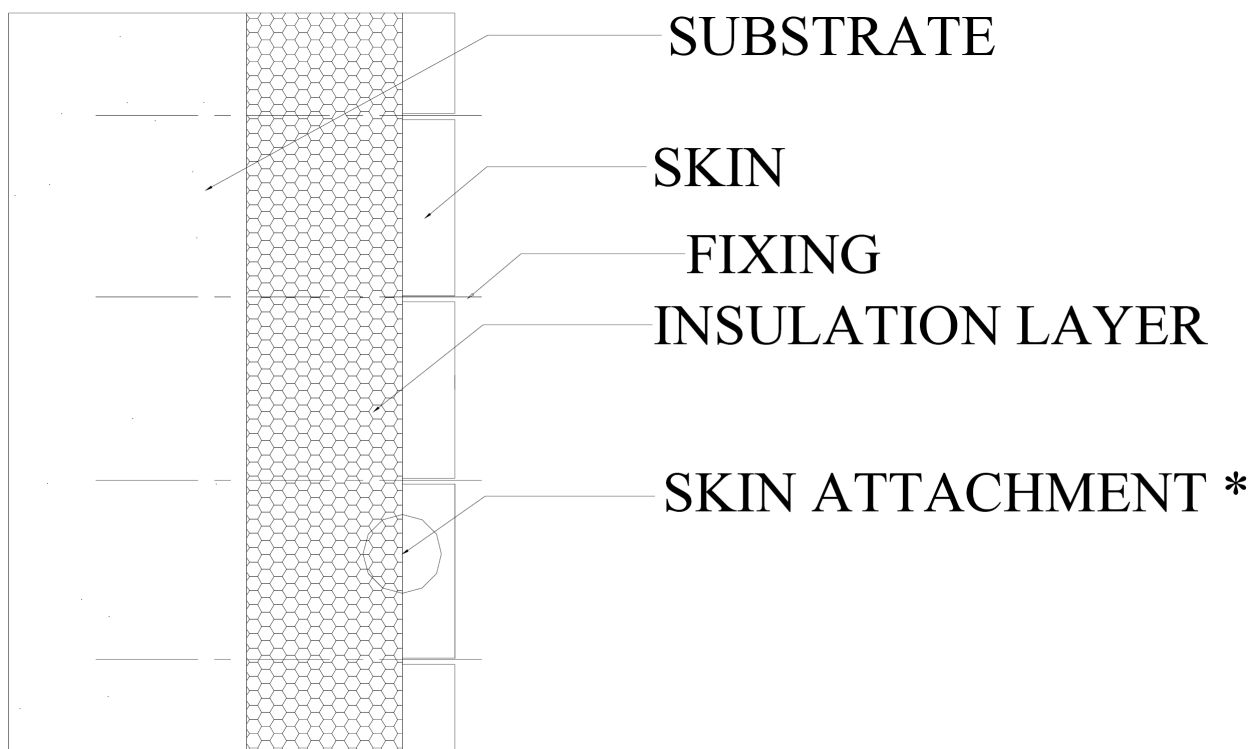 SUBSTRATE
SKIN
FIXING
INSULATION LAYER
SKIN ATTACHMENT *